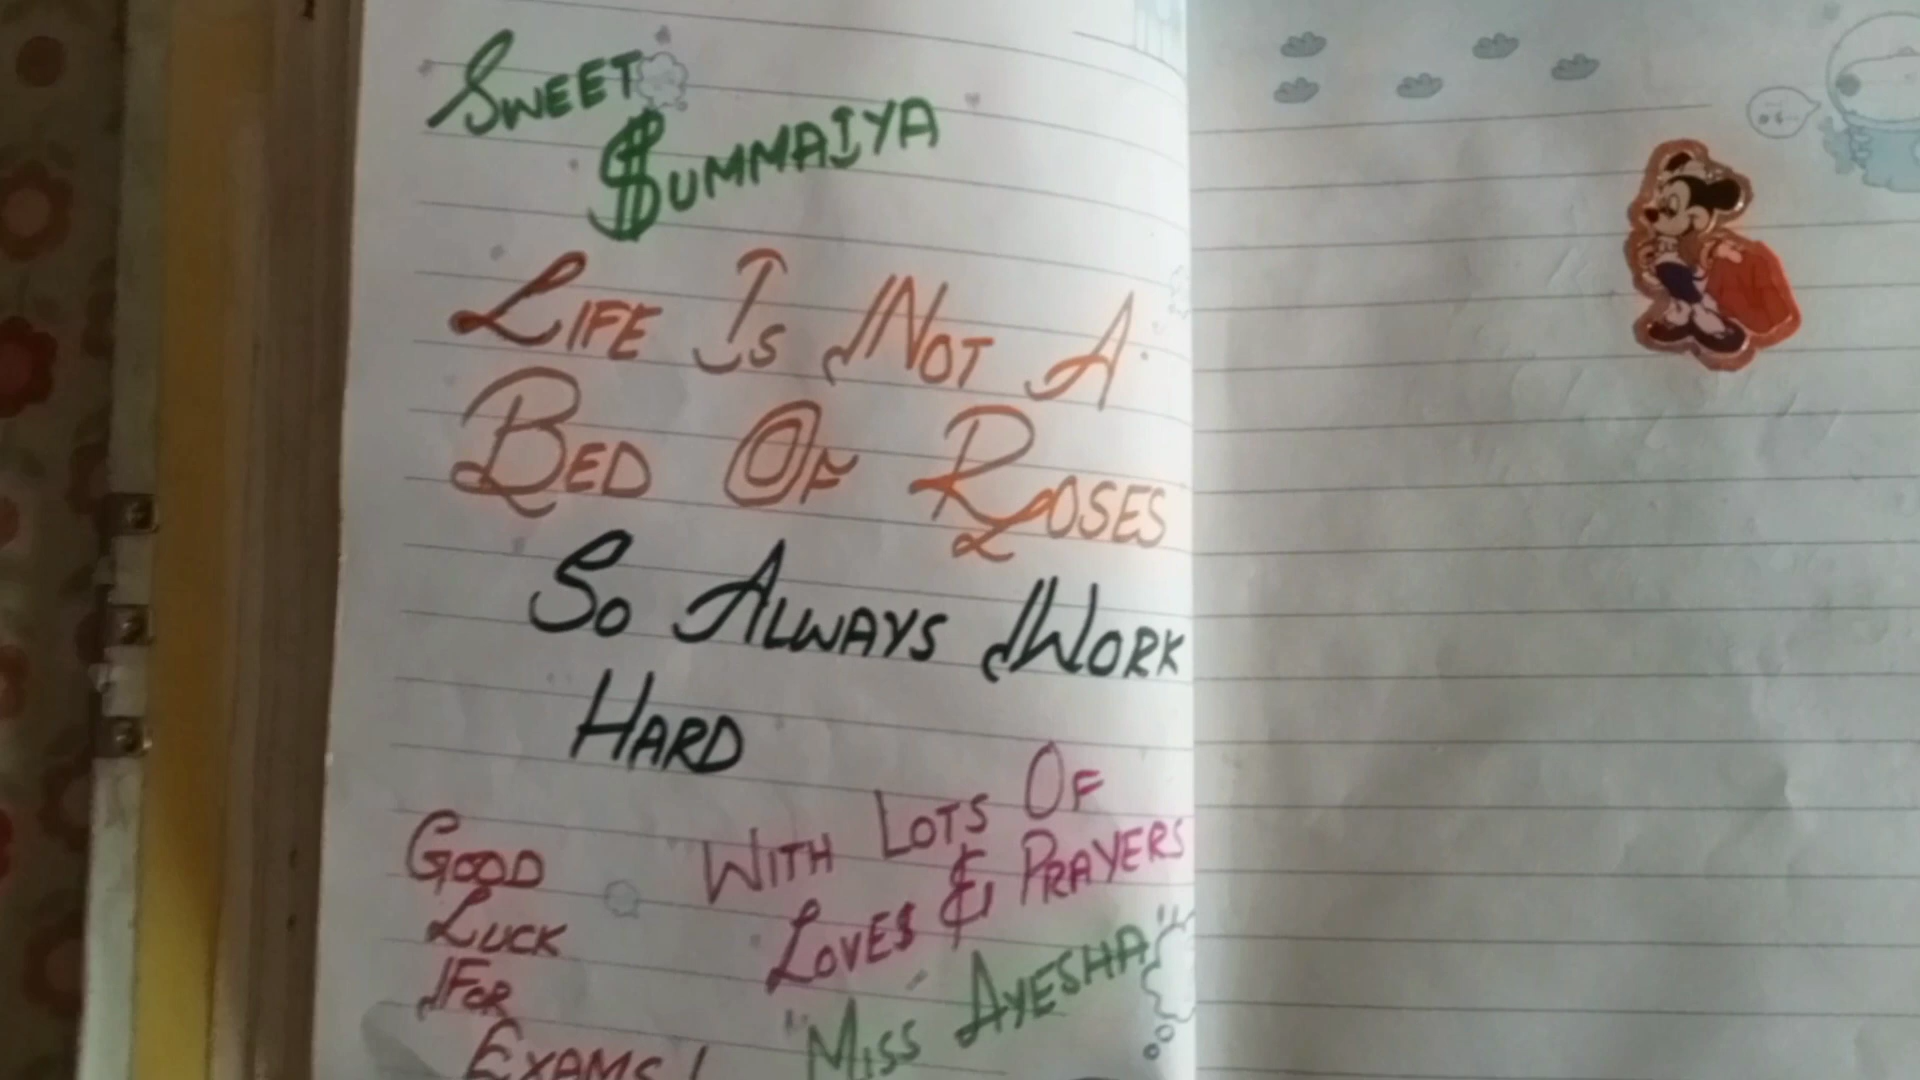 SWEET
$UMMAIYA
LIFE IS NOT A
BED OF ROSES
SO ALWAYS WORK
HARD
WITH LOTS OF
LOVES & PRAYERS
MISS AYESHA
GOOD
LUCK
FOR
EXAMS!